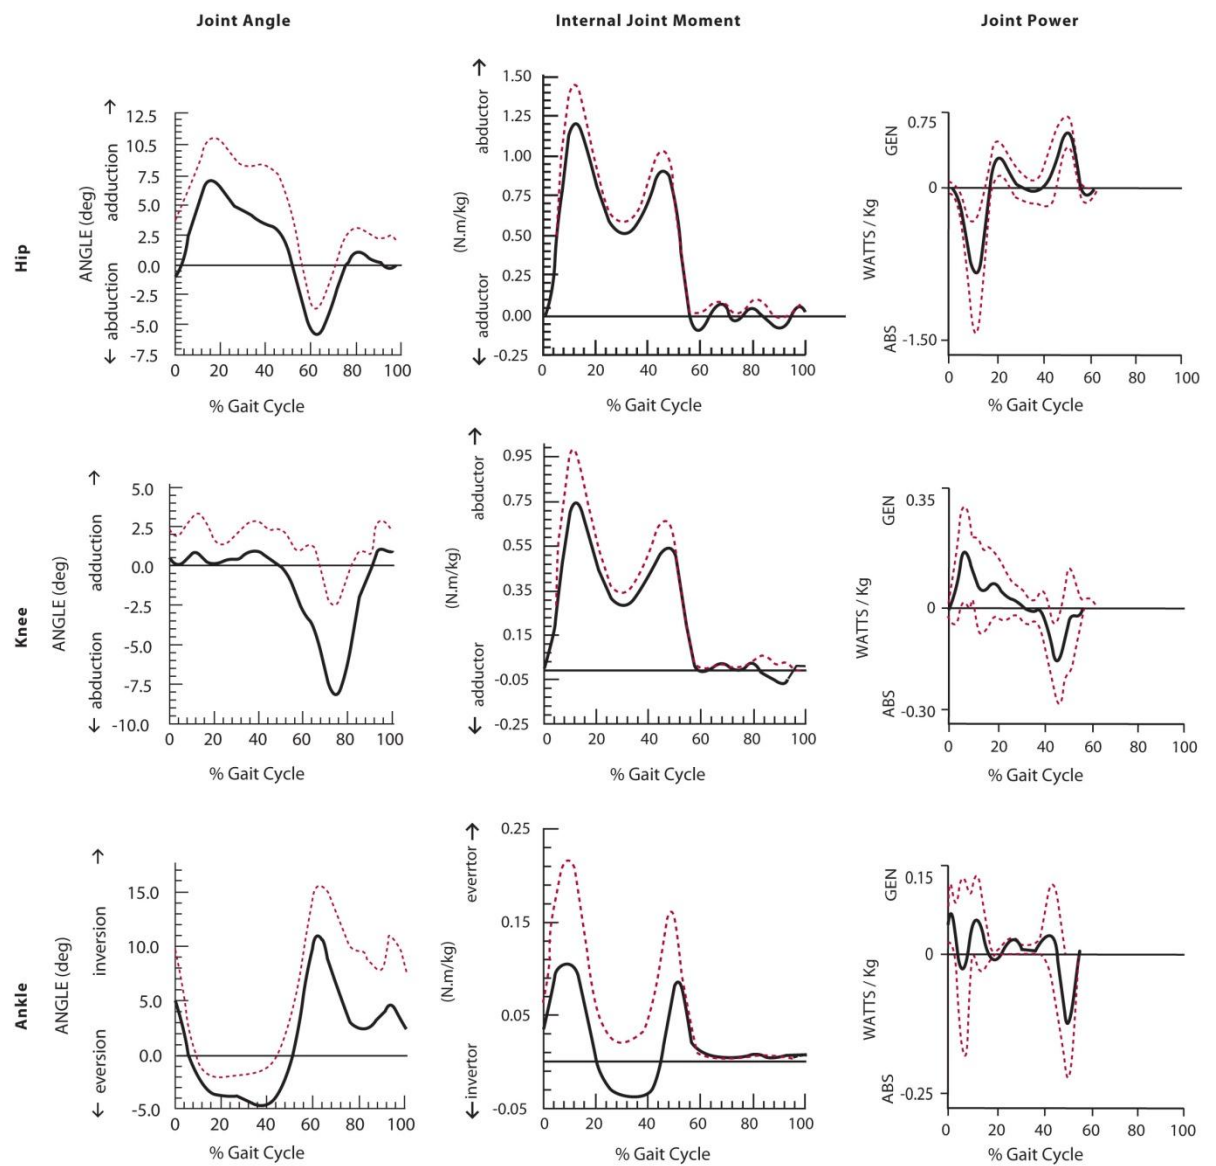 Joint Angle Internal Joint Moment Joint Power
Hip
ANGLE (deg)
← abduction adduction →
12.5
10.5
7.5
5.0
2.5
0.0
-2.5
-5.0
-7.5
0 20 40 60 80 100
% Gait Cycle
(N.m/kg)
← adductor abductor →
1.50
1.25
1.00
0.75
0.50
0.25
0.00
-0.25
0 20 40 60 80 100
% Gait Cycle
WATTS / Kg
ABS GEN
0.75
0
-1.50
0 20 40 60 80 100
% Gait Cycle
Knee
ANGLE (deg)
← abduction adduction →
5.0
2.5
0.0
-2.5
-5.0
-7.5
-10.0
0 20 40 60 80 100
% Gait Cycle
(N.m/kg)
← adductor abductor →
0.95
0.75
0.55
0.35
0.15
-0.05
-0.25
0 20 40 60 80 100
% Gait Cycle
WATTS / Kg
ABS GEN
0.35
0
-0.30
0 20 40 60 80 100
% Gait Cycle
Ankle
ANGLE (deg)
← eversion inversion →
15.0
10.0
5.0
0.0
-5.0
0 20 40 60 80 100
% Gait Cycle
(N.m/kg)
← invertor everrtor →
0.25
0.15
0.05
-0.05
0 20 40 60 80 100
% Gait Cycle
WATTS / Kg
ABS GEN
0.15
0
-0.25
0 20 40 60 80 100
% Gait Cycle